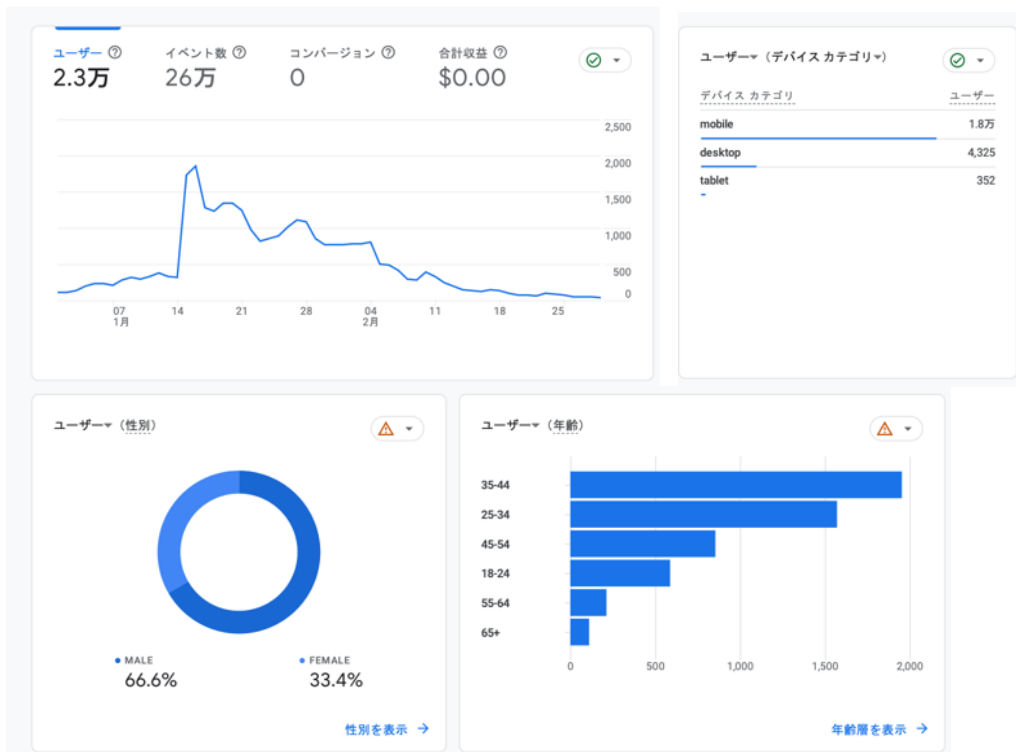 ユーザー イベント数 コンバージョン 合計収益
2.3万 26万 0 $0.00
2,500
2,000
1,500
1,000
500
0
07 14 21 28 04 11 18 25
1月 2月
ユーザー (デバイス カテゴリ)
デバイス カテゴリ ユーザー
mobile 1.8万
desktop 4,325
tablet 352
ユーザー (性別)
MALE FEMALE
66.6% 33.4%
性別を表示 →
ユーザー (年齢)
35-44
25-34
45-54
18-24
55-64
65+
0 500 1,000 1,500 2,000
年齢層を表示 →